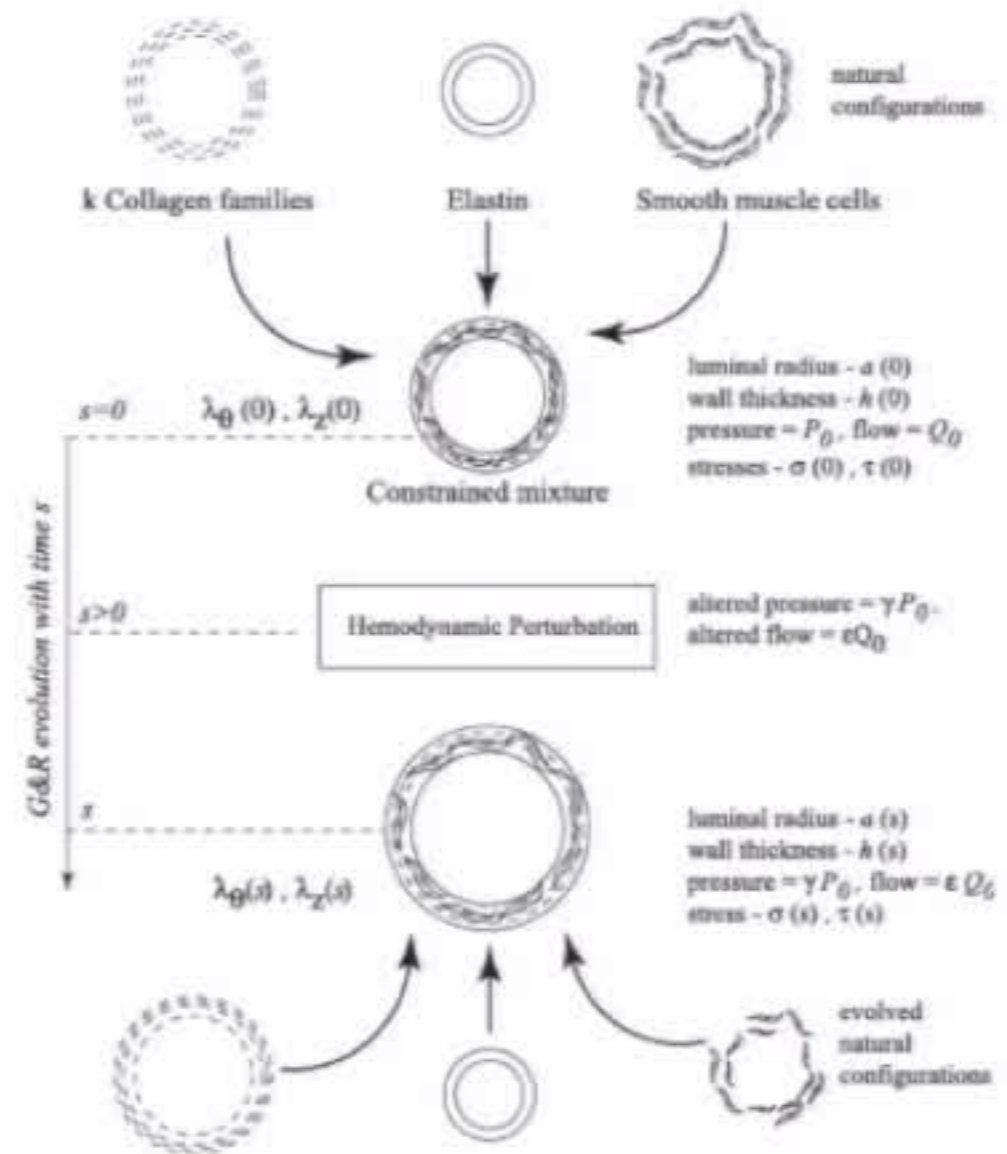 natural
configurations
k Collagen families
Elastin
Smooth muscle cells
s=0
λθ (0) , λz(0)
luminal radius - a (0)
wall thickness - h (0)
pressure = P0, flow = Q0
stresses - σ (0) , τ (0)
Constrained mixture
G&R evolution with time s
s>0
Hemodynamic Perturbation
altered pressure = γ P0 .
altered flow = εQ0
s
λθ(s) , λz(s)
luminal radius - a (s)
wall thickness - h (s)
pressure = γ P0, flow = ε Q0
stress - σ (s) , τ (s)
evolved
natural
configurations